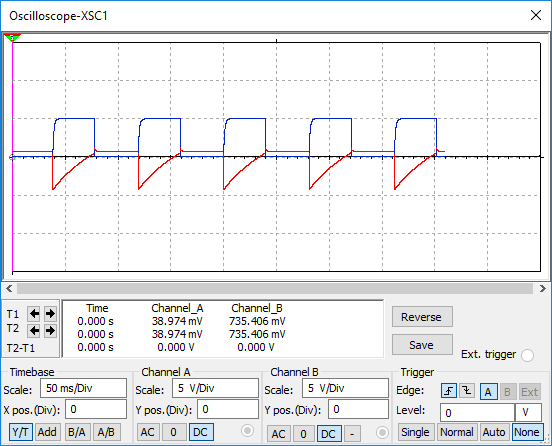 Oscilloscope-XSC1
Time Channel_A Channel_B
T1 0.000 s 38.974 mV 735.406 mV
T2 0.000 s 38.974 mV 735.406 mV
T2-T1 0.000 s 0.000 V 0.000 V
Reverse
Save
Ext. trigger
Timebase Channel A Channel B Trigger
Scale: 50 ms/Div Scale: 5 V/Div Scale: 5 V/Div Edge: A B Ext
X pos.(Div): 0 Y pos.(Div): 0 Y pos.(Div): 0 Level: 0 V
Y/T Add B/A A/B AC 0 DC AC 0 DC - Single Normal Auto None